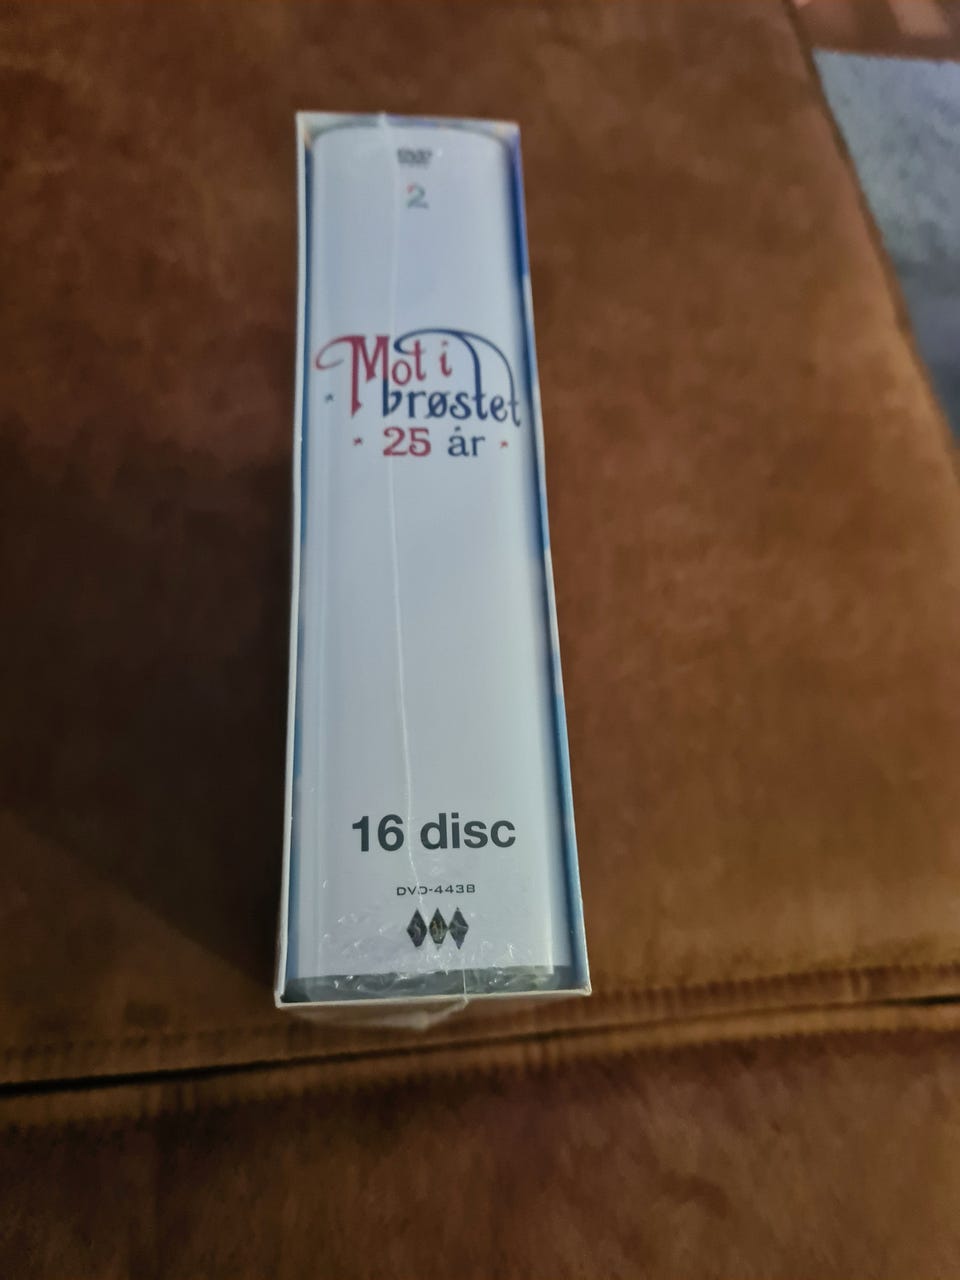 DVD
2
Mot i
brøstet
25 år
16 disc
DVD-4438